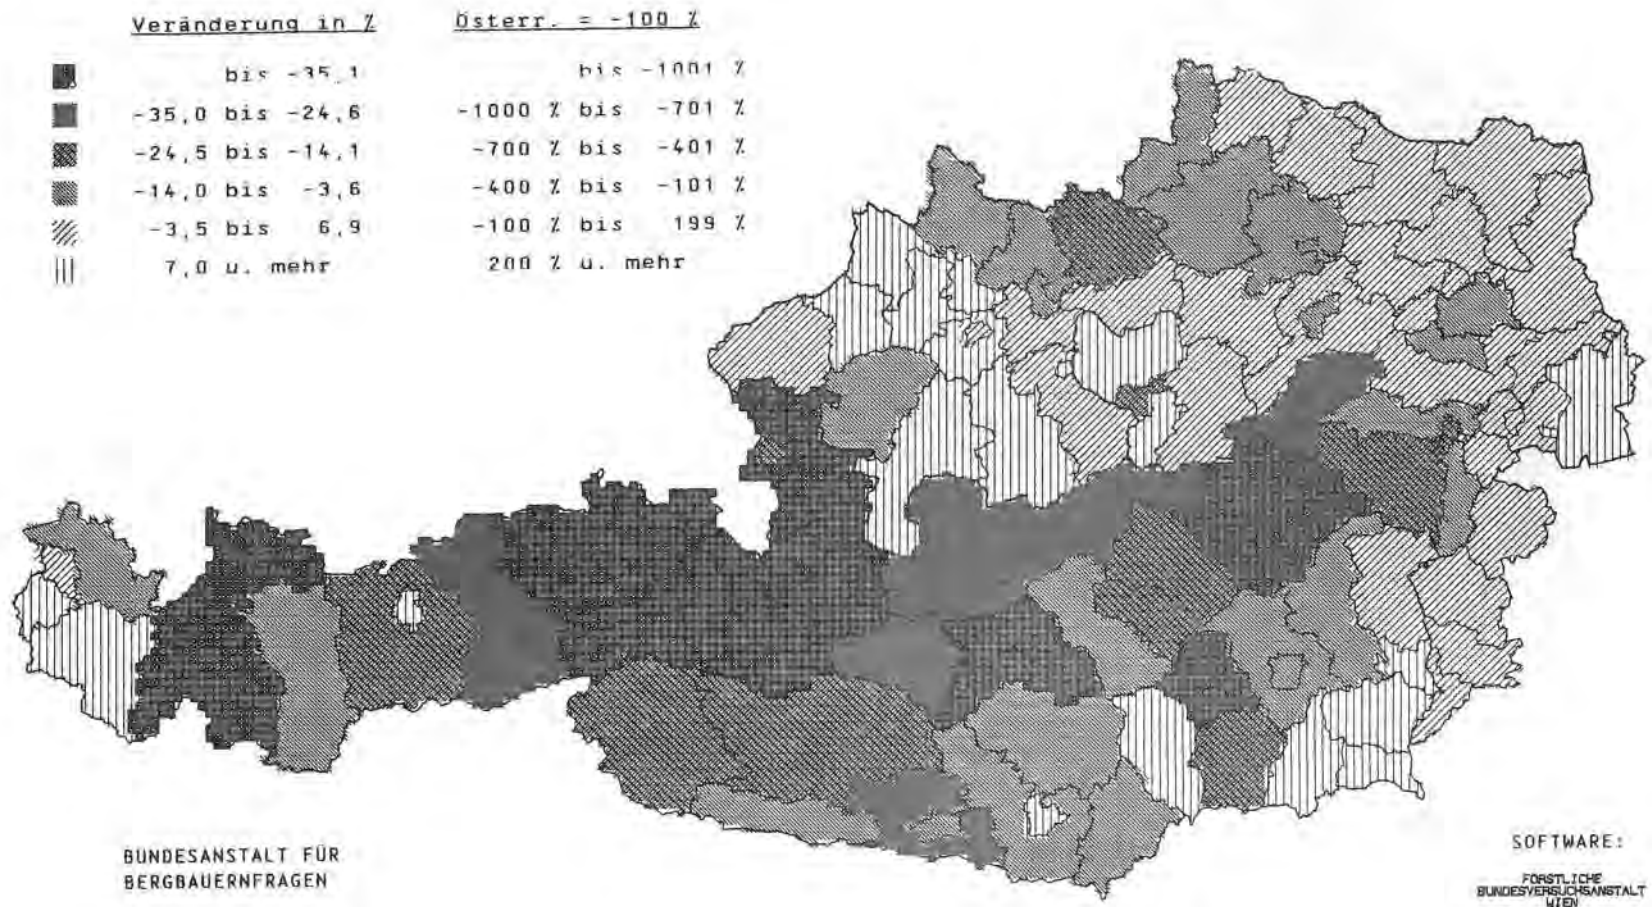 Veränderung in % Österr. = -100 %
bis -35,1 bis -1001 %
-35,0 bis -24,6 -1000 % bis -701 %
-24,5 bis -14,1 -700 % bis -401 %
-14,0 bis -3,6 -400 % bis -101 %
-3,5 bis 6,9 -100 % bis 199 %
7,0 u. mehr 200 % u. mehr
BUNDESANSTALT FÜR
BERGBAUERNFRAGEN
SOFTWARE:
FORSTLICHE
BUNDESVERSUCHSANSTALT
WIEN